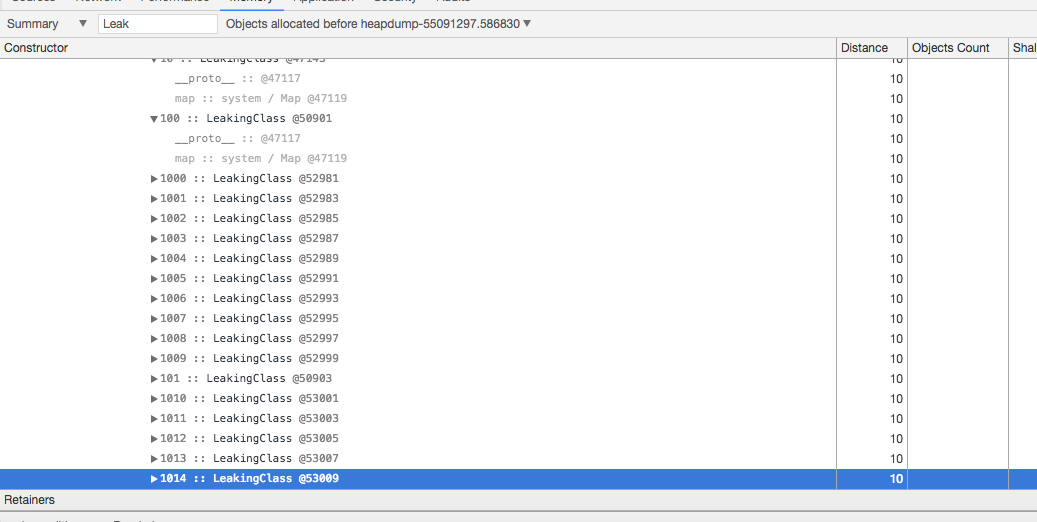 Memory
Summary ▼ Leak Objects allocated before heapdump-55091297.586830 ▼
Constructor Distance Objects Count Shal
▼10 :: LeakingClass @47145 10
__proto__ :: @47117 10
map :: system / Map @47119 10
▼100 :: LeakingClass @50901 10
__proto__ :: @47117 10
map :: system / Map @47119 10
▶1000 :: LeakingClass @52981 10
▶1001 :: LeakingClass @52983 10
▶1002 :: LeakingClass @52985 10
▶1003 :: LeakingClass @52987 10
▶1004 :: LeakingClass @52989 10
▶1005 :: LeakingClass @52991 10
▶1006 :: LeakingClass @52993 10
▶1007 :: LeakingClass @52995 10
▶1008 :: LeakingClass @52997 10
▶1009 :: LeakingClass @52999 10
▶101 :: LeakingClass @50903 10
▶1010 :: LeakingClass @53001 10
▶1011 :: LeakingClass @53003 10
▶1012 :: LeakingClass @53005 10
▶1013 :: LeakingClass @53007 10
▶1014 :: LeakingClass @53009 10
Retainers